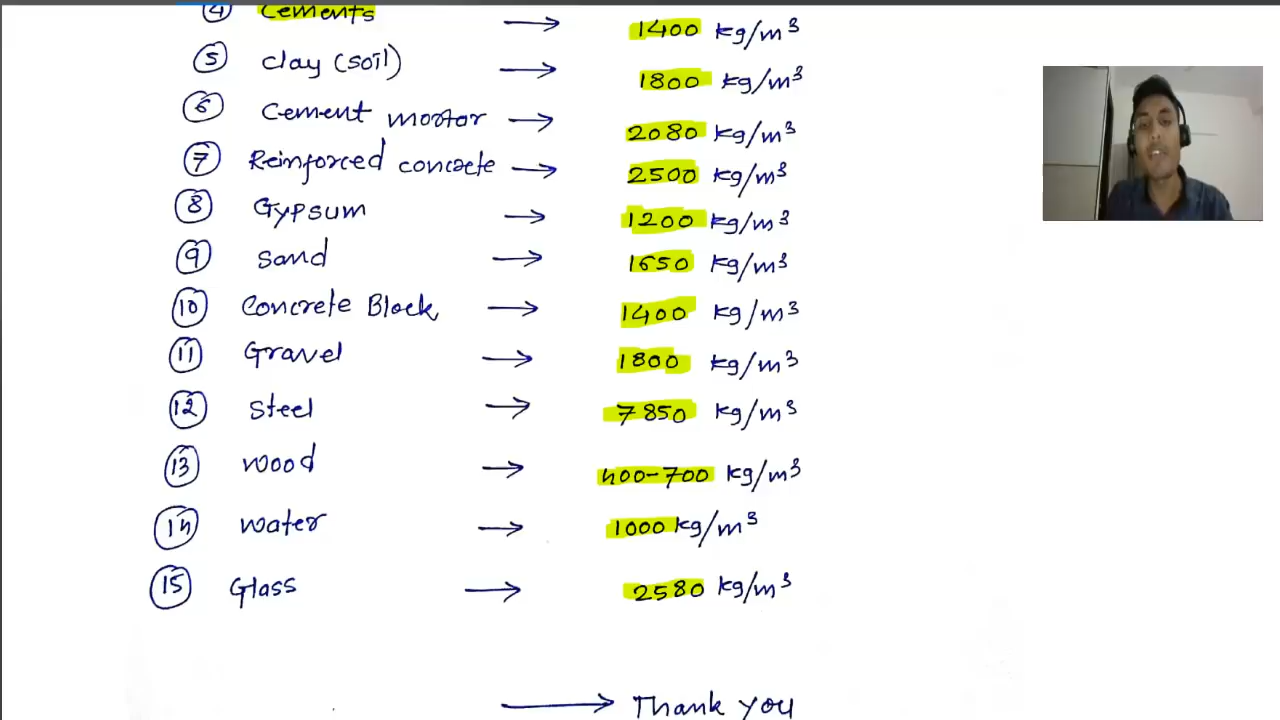 ④ Cements → 1400 kg/m³
⑤ clay (soil) → 1800 kg/m³
⑥ Cement mortor → 2080 kg/m³
⑦ Reinforced concrete → 2500 kg/m³
⑧ Gypsum → 1200 kg/m³
⑨ Sand → 1650 kg/m³
⑩ Concrete Block → 1400 kg/m³
⑪ Gravel → 1800 kg/m³
⑫ Steel → 7850 kg/m³
⑬ wood → 400-700 kg/m³
⑭ water → 1000 kg/m³
⑮ Glass → 2580 kg/m³
→ Thank you